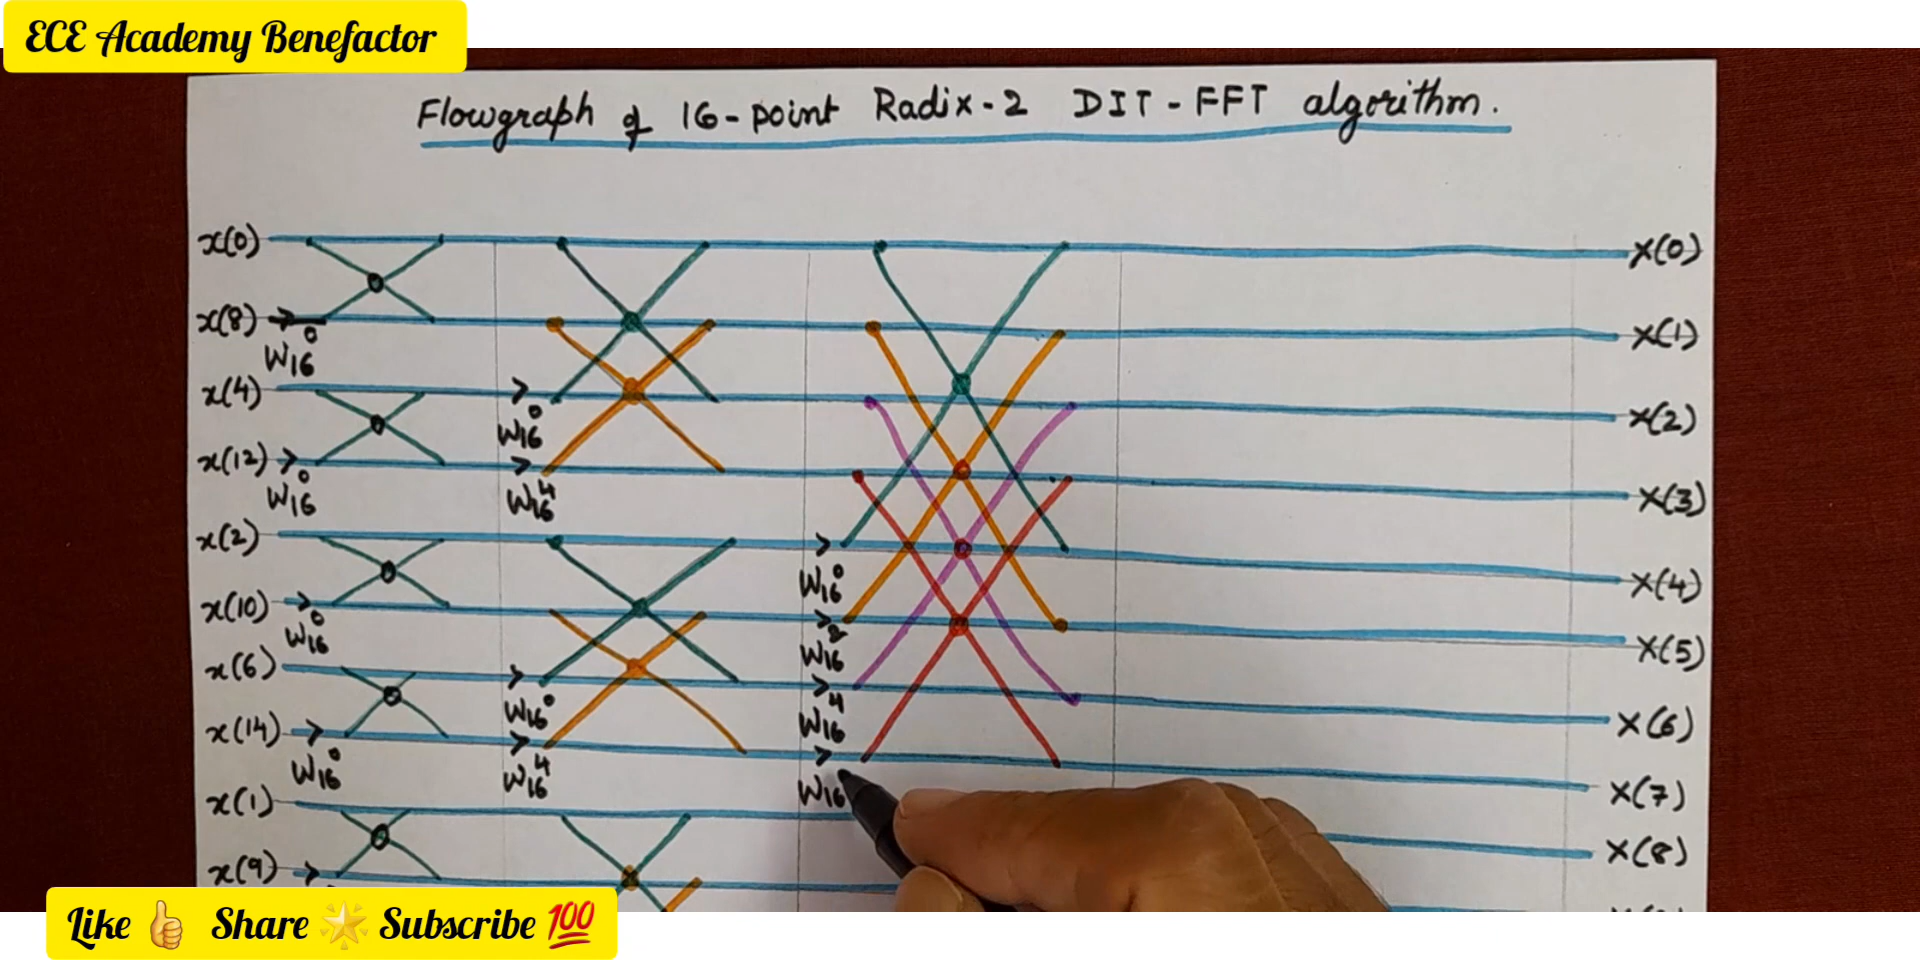 ECE Academy Benefactor
Flowgraph of 16-point Radix-2 DIT-FFT algorithm.
x(0) X(0)
x(8) X(1)
W16^0
x(4) X(2)
W16^0
x(12) X(3)
W16^0 W16^4
x(2) X(4)
W16^0
x(10) X(5)
W16^0 W16^2
x(6) X(6)
W16^0 W16^4
x(14) X(7)
W16^0 W16^4 W16
x(1) X(8)
x(9)
Like 👍 Share 🌟 Subscribe 💯